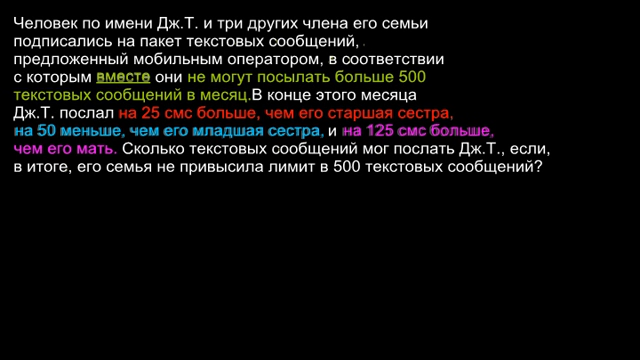 Человек по имени Дж.Т. и три других члена его семьи
подписались на пакет текстовых сообщений,
предложенный мобильным оператором, в соответствии
с которым вместе они не могут посылать больше 500
текстовых сообщений в месяц.В конце этого месяца
Дж.Т. послал на 25 смс больше, чем его старшая сестра,
на 50 меньше, чем его младшая сестра, и на 125 смс больше,
чем его мать. Сколько текстовых сообщений мог послать Дж.Т., если,
в итоге, его семья не привысила лимит в 500 текстовых сообщений?